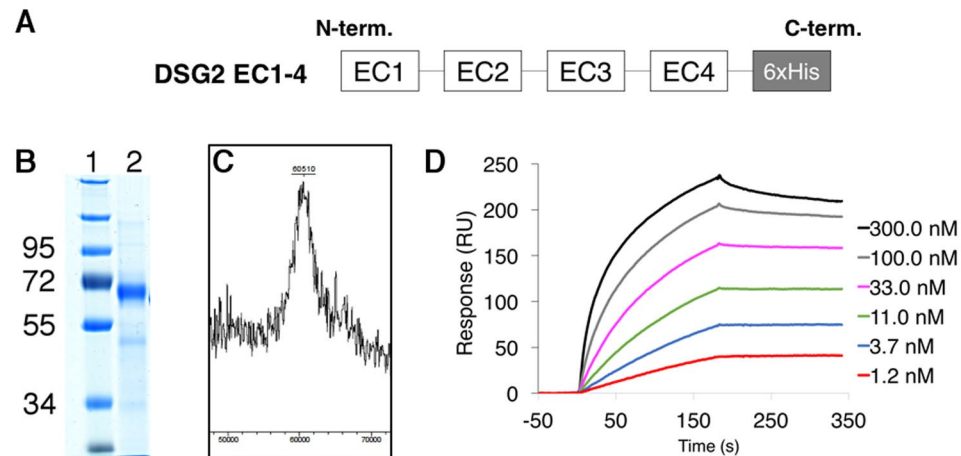 A
N-term.
C-term.
DSG2 EC1-4
EC1
EC2
EC3
EC4
6xHis
B
1 2
95
72
55
34
C
60510
50000 60000 70000
D
Response (RU)
250
200
150
100
50
0
-50 50 150 250 350
Time (s)
300.0 nM
100.0 nM
33.0 nM
11.0 nM
3.7 nM
1.2 nM